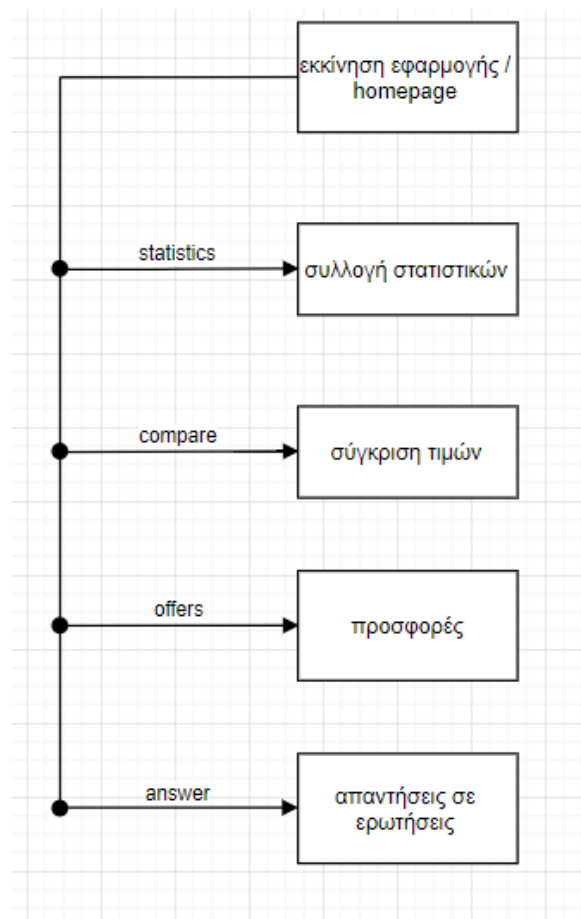 εκκίνηση εφαρμογής /
homepage
statistics
συλλογή στατιστικών
compare
σύγκριση τιμών
offers
προσφορές
answer
απαντήσεις σε
ερωτήσεις